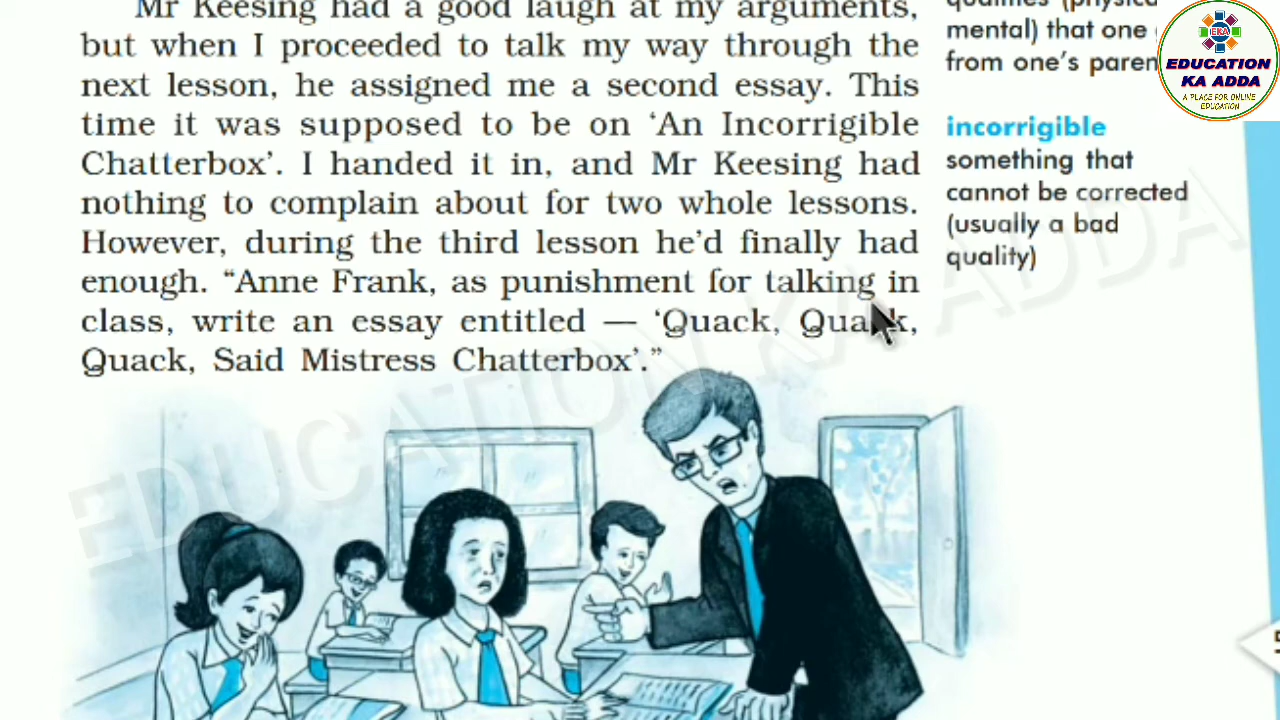 Mr Keesing had a good laugh at my arguments,
but when I proceeded to talk my way through the
next lesson, he assigned me a second essay. This
time it was supposed to be on ‘An Incorrigible
Chatterbox’. I handed it in, and Mr Keesing had
nothing to complain about for two whole lessons.
However, during the third lesson he’d finally had
enough. “Anne Frank, as punishment for talking in
class, write an essay entitled — ‘Quack, Quack,
Quack, Said Mistress Chatterbox’.”
mental) that one
from one’s
incorrigible
something that
cannot be corrected
(usually a bad
quality)
ERA
EDUCATION
KA ADDA
A PLACE FOR ONLINE
EDUCATION
EDUCATION KA ADDA